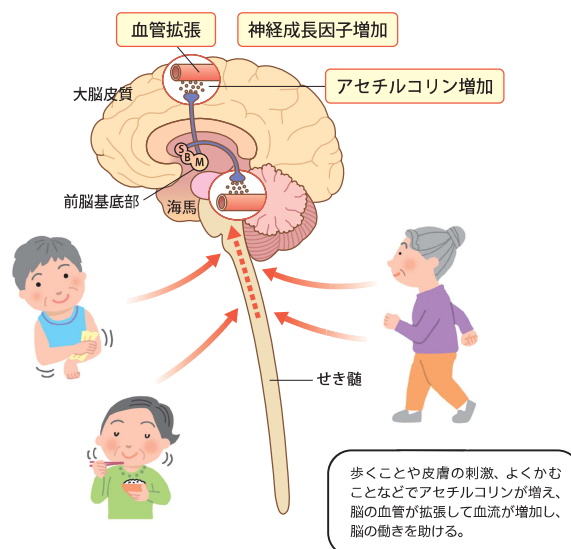 血管拡張
神経成長因子増加
アセチルコリン増加
大脳皮質
S
B
M
前脳基底部
海馬
せき髄
歩くことや皮膚の刺激、よくかむ
ことなどでアセチルコリンが増え、
脳の血管が拡張して血流が増加し、
脳の働きを助ける。